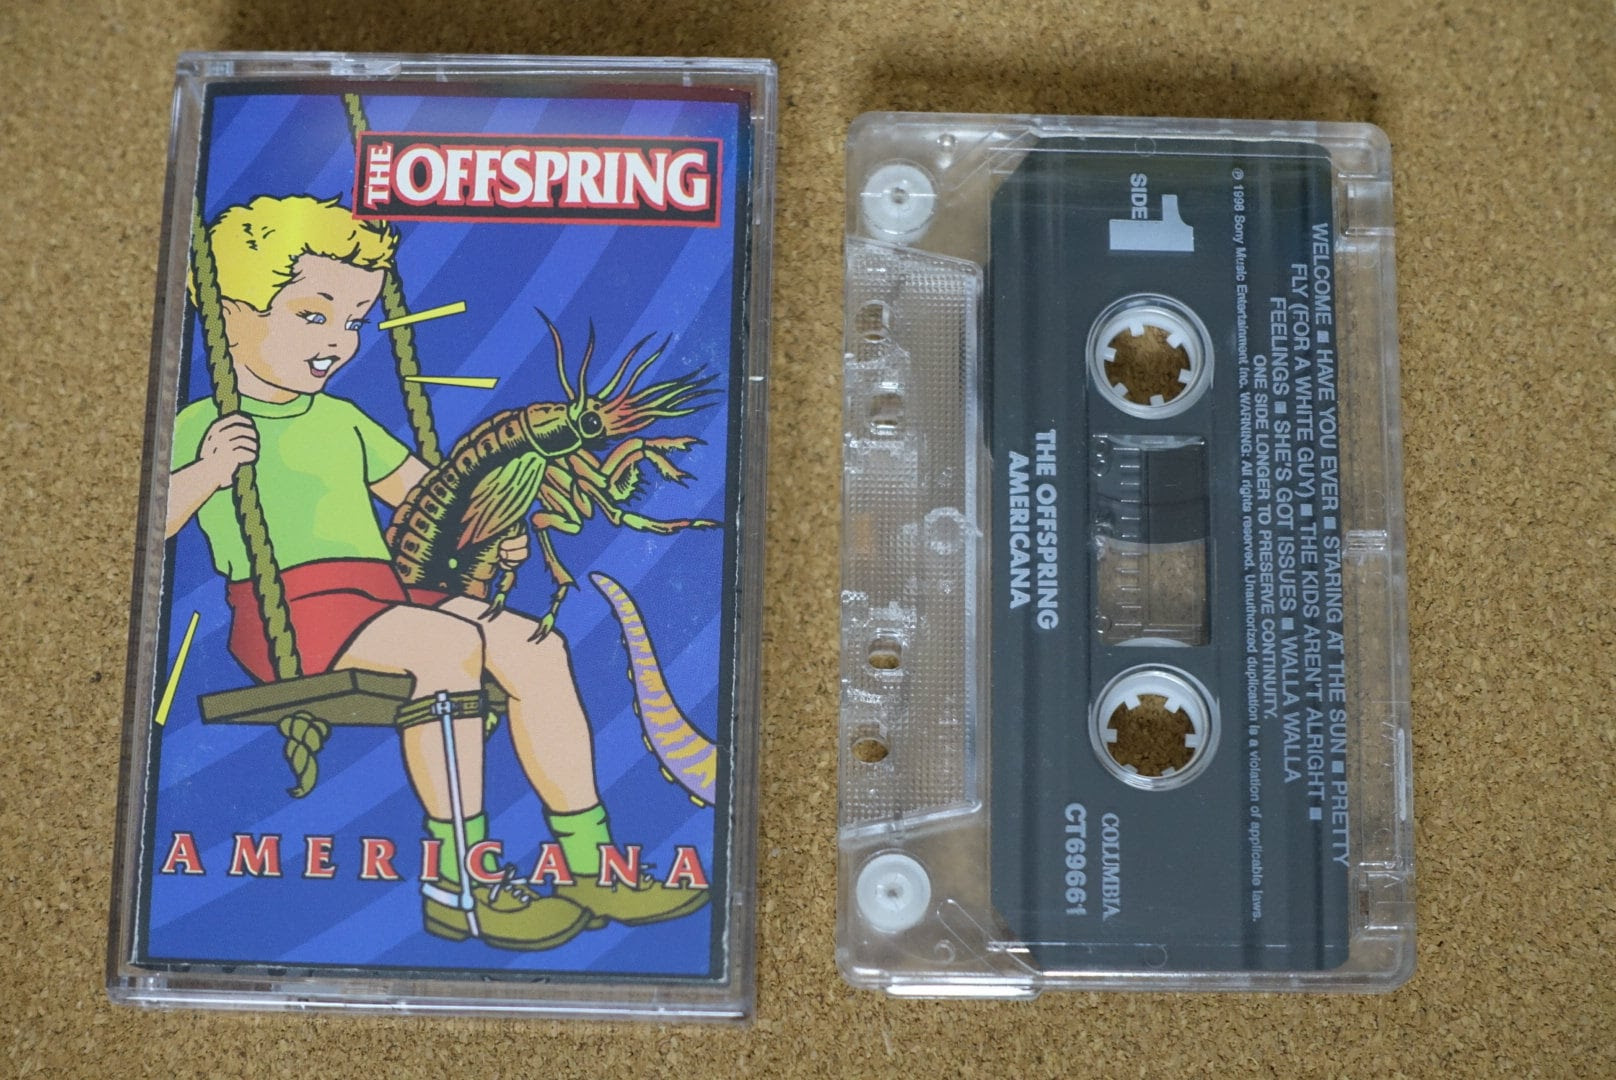 THE OFFSPRING
AMERICANA
SIDE 1
℗ 1998 Sony Music Entertainment Inc. WARNING: All rights reserved. Unauthorized duplication is a violation of applicable laws.
WELCOME ■ HAVE YOU EVER ■ STARING AT THE SUN ■ PRETTY
FLY (FOR A WHITE GUY) ■ THE KIDS AREN'T ALRIGHT ■
FEELINGS ■ SHE'S GOT ISSUES ■ WALLA WALLA
ONE SIDE LONGER TO PRESERVE CONTINUITY.
THE OFFSPRING
AMERICANA
COLUMBIA
CT69661